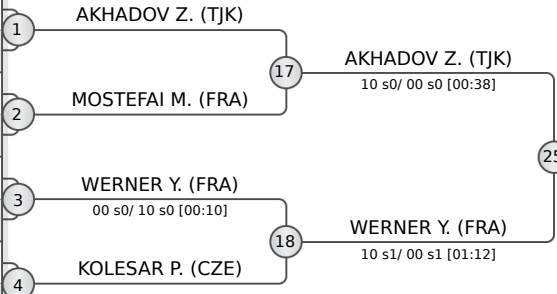 AKHADOV Z. (TJK)
1
17
AKHADOV Z. (TJK)
10 s0/ 00 s0 [00:38]
MOSTEFAI M. (FRA)
2
25
WERNER Y. (FRA)
3
00 s0/ 10 s0 [00:10]
18
WERNER Y. (FRA)
10 s1/ 00 s1 [01:12]
KOLESAR P. (CZE)
4